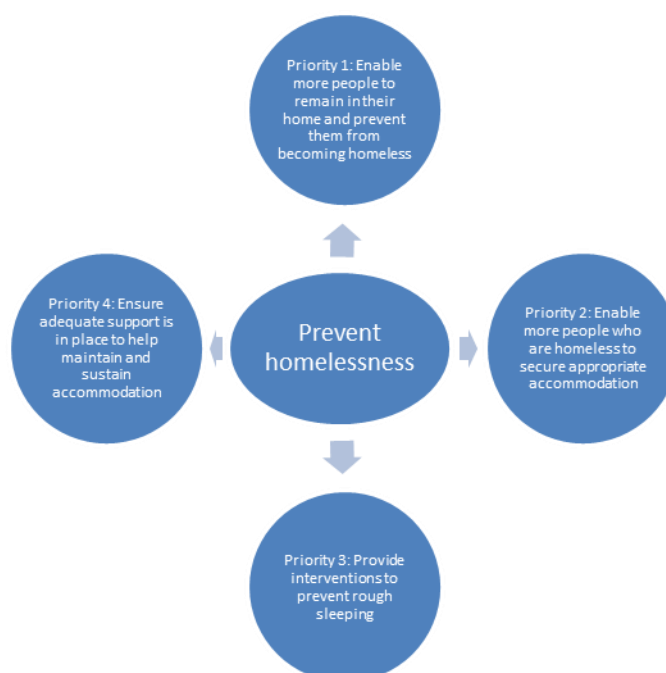 Priority 1: Enable
more people to
remain in their
home and prevent
them from
becoming homeless
Priority 4: Ensure
adequate support is
in place to help
maintain and
sustain
accommodation
Prevent
homelessness
Priority 2: Enable
more people who
are homeless to
secure appropriate
accommodation
Priority 3: Provide
interventions to
prevent rough
sleeping